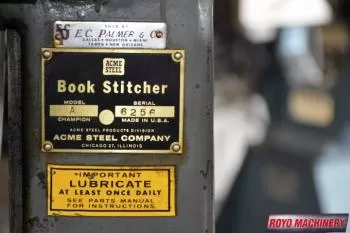 SOLD BY
56 E.C. PALMER & Co.
DALLAS • HOUSTON • MIAMI
TAMPA • NEW ORLEANS
ACME
STEEL
Book Stitcher
MODEL SERIAL
A 6256
CHAMPION MADE IN U.S.A.
ACME STEEL PRODUCTS DIVISION
ACME STEEL COMPANY
CHICAGO 27, ILLINOIS
IMPORTANT
LUBRICATE
AT LEAST ONCE DAILY
SEE PARTS MANUAL
FOR INSTRUCTIONS
ROYO MACHINERY